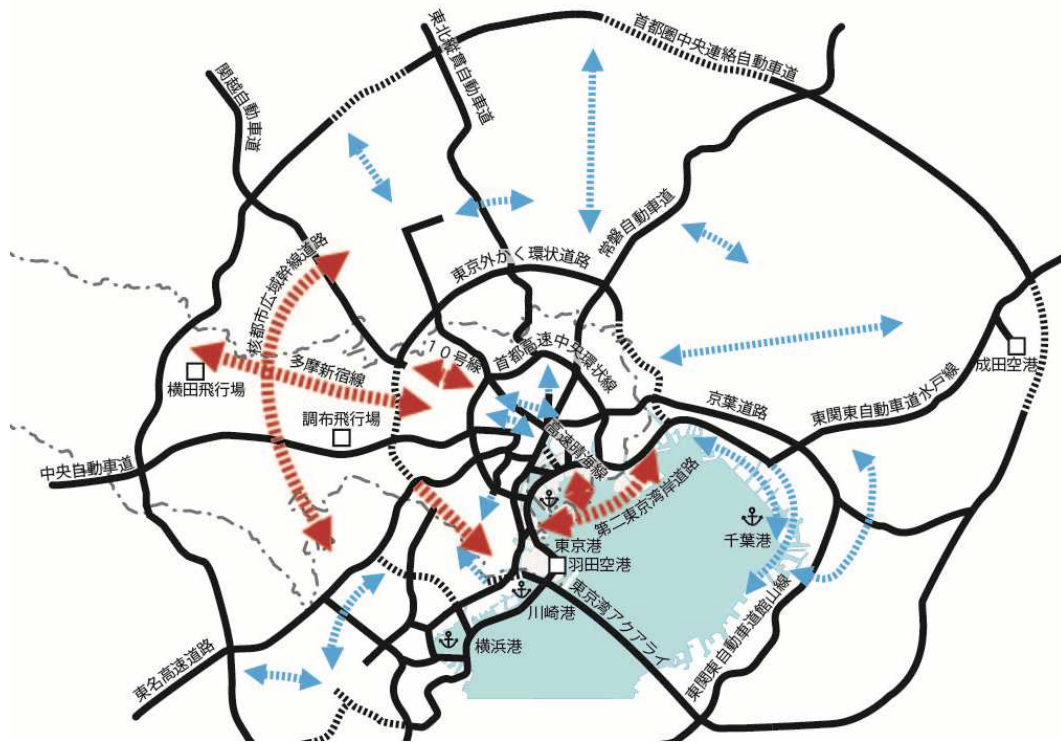 首都圏中央連絡自動車道
東北縦貫自動車道
関越自動車道
常磐自動車道
東京外かく環状道路
核都市広域幹線道路
10号線
首都高速中央環状線
多摩新宿線
横田飛行場
調布飛行場
成田空港
京葉道路
東関東自動車道水戸線
中央自動車道
高速晴海線
第二東京湾岸道路
千葉港
東京港
羽田空港
川崎港
東京湾アクアライ
横浜港
東関東自動車道館山線
東名高速道路